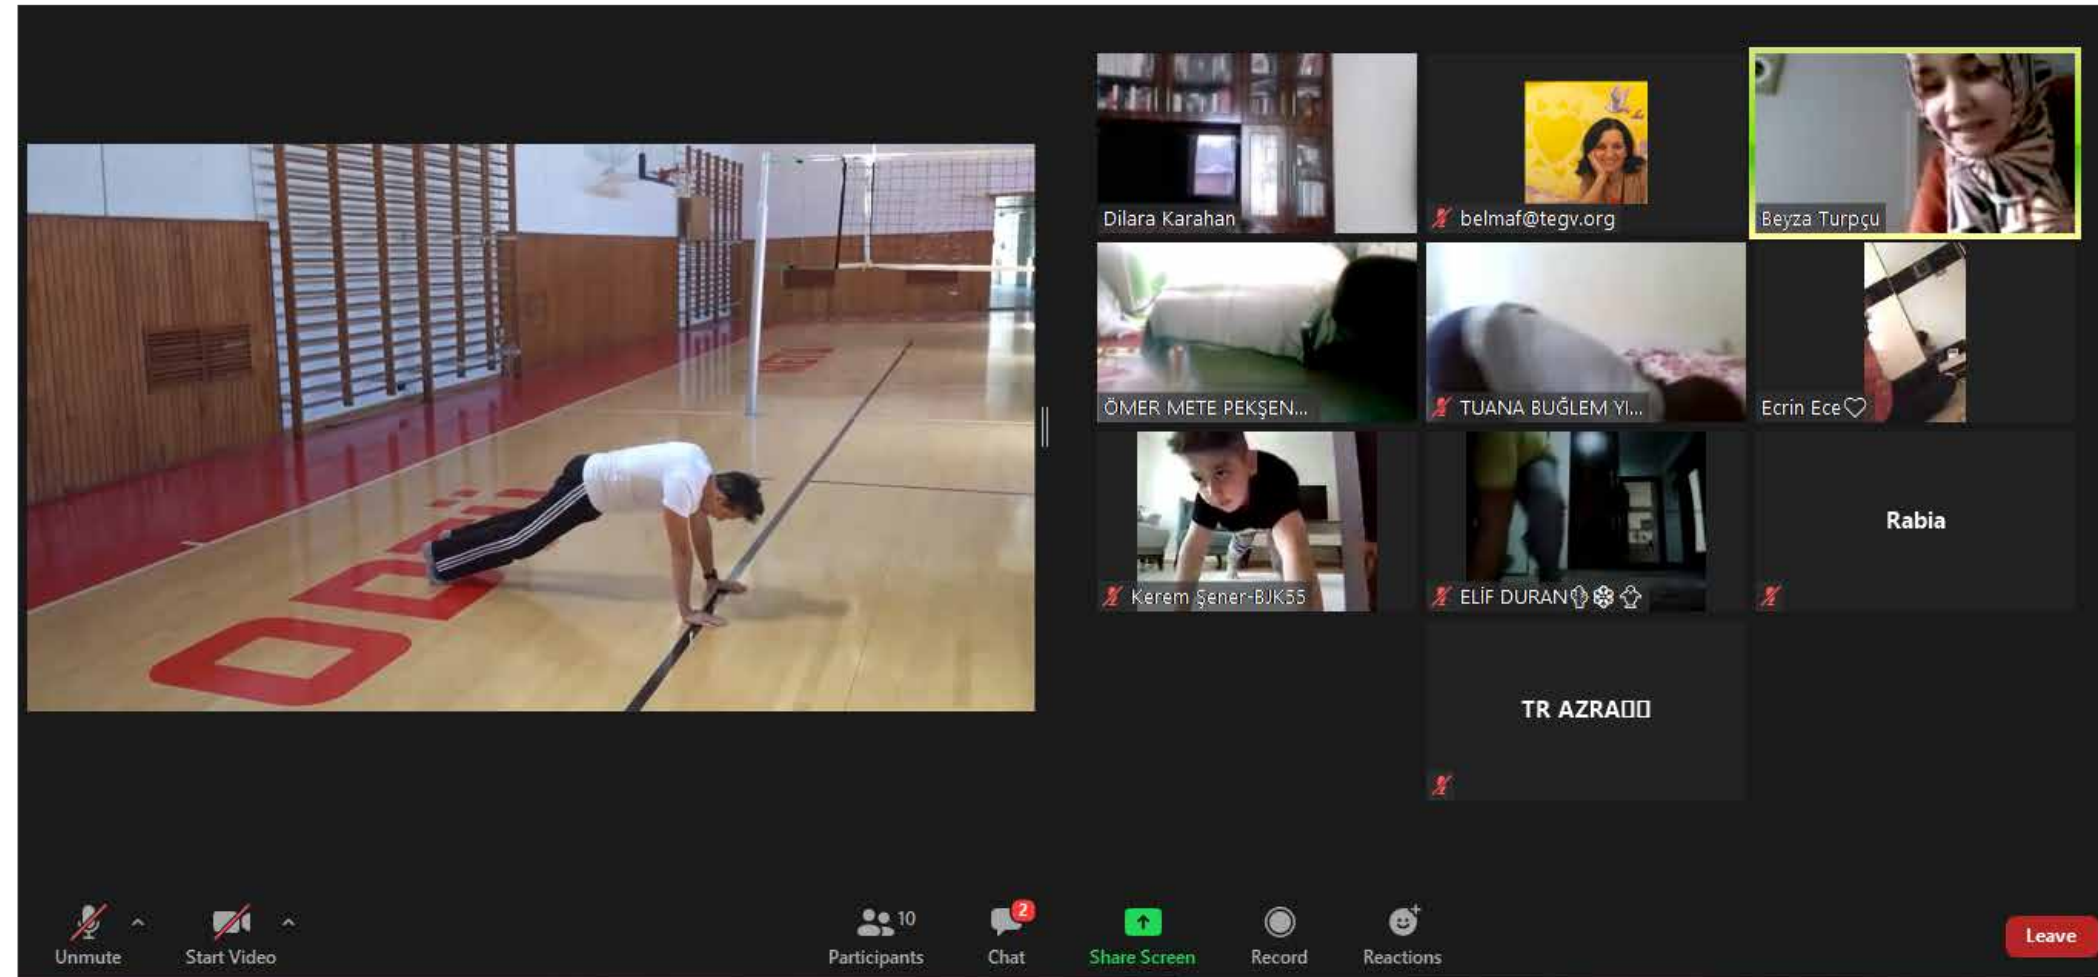 Dilara Karahan
belmaf@tegv.org
Beyza Turpçu
ÖMER METE PEKŞEN...
TUANA BUĞLEM YI...
Ecrin Ece♡
Kerem Şener-BJK55
ELİF DURAN
Rabia
TR AZRA
Unmute
Start Video
10
Participants
2
Chat
Share Screen
Record
Reactions
Leave